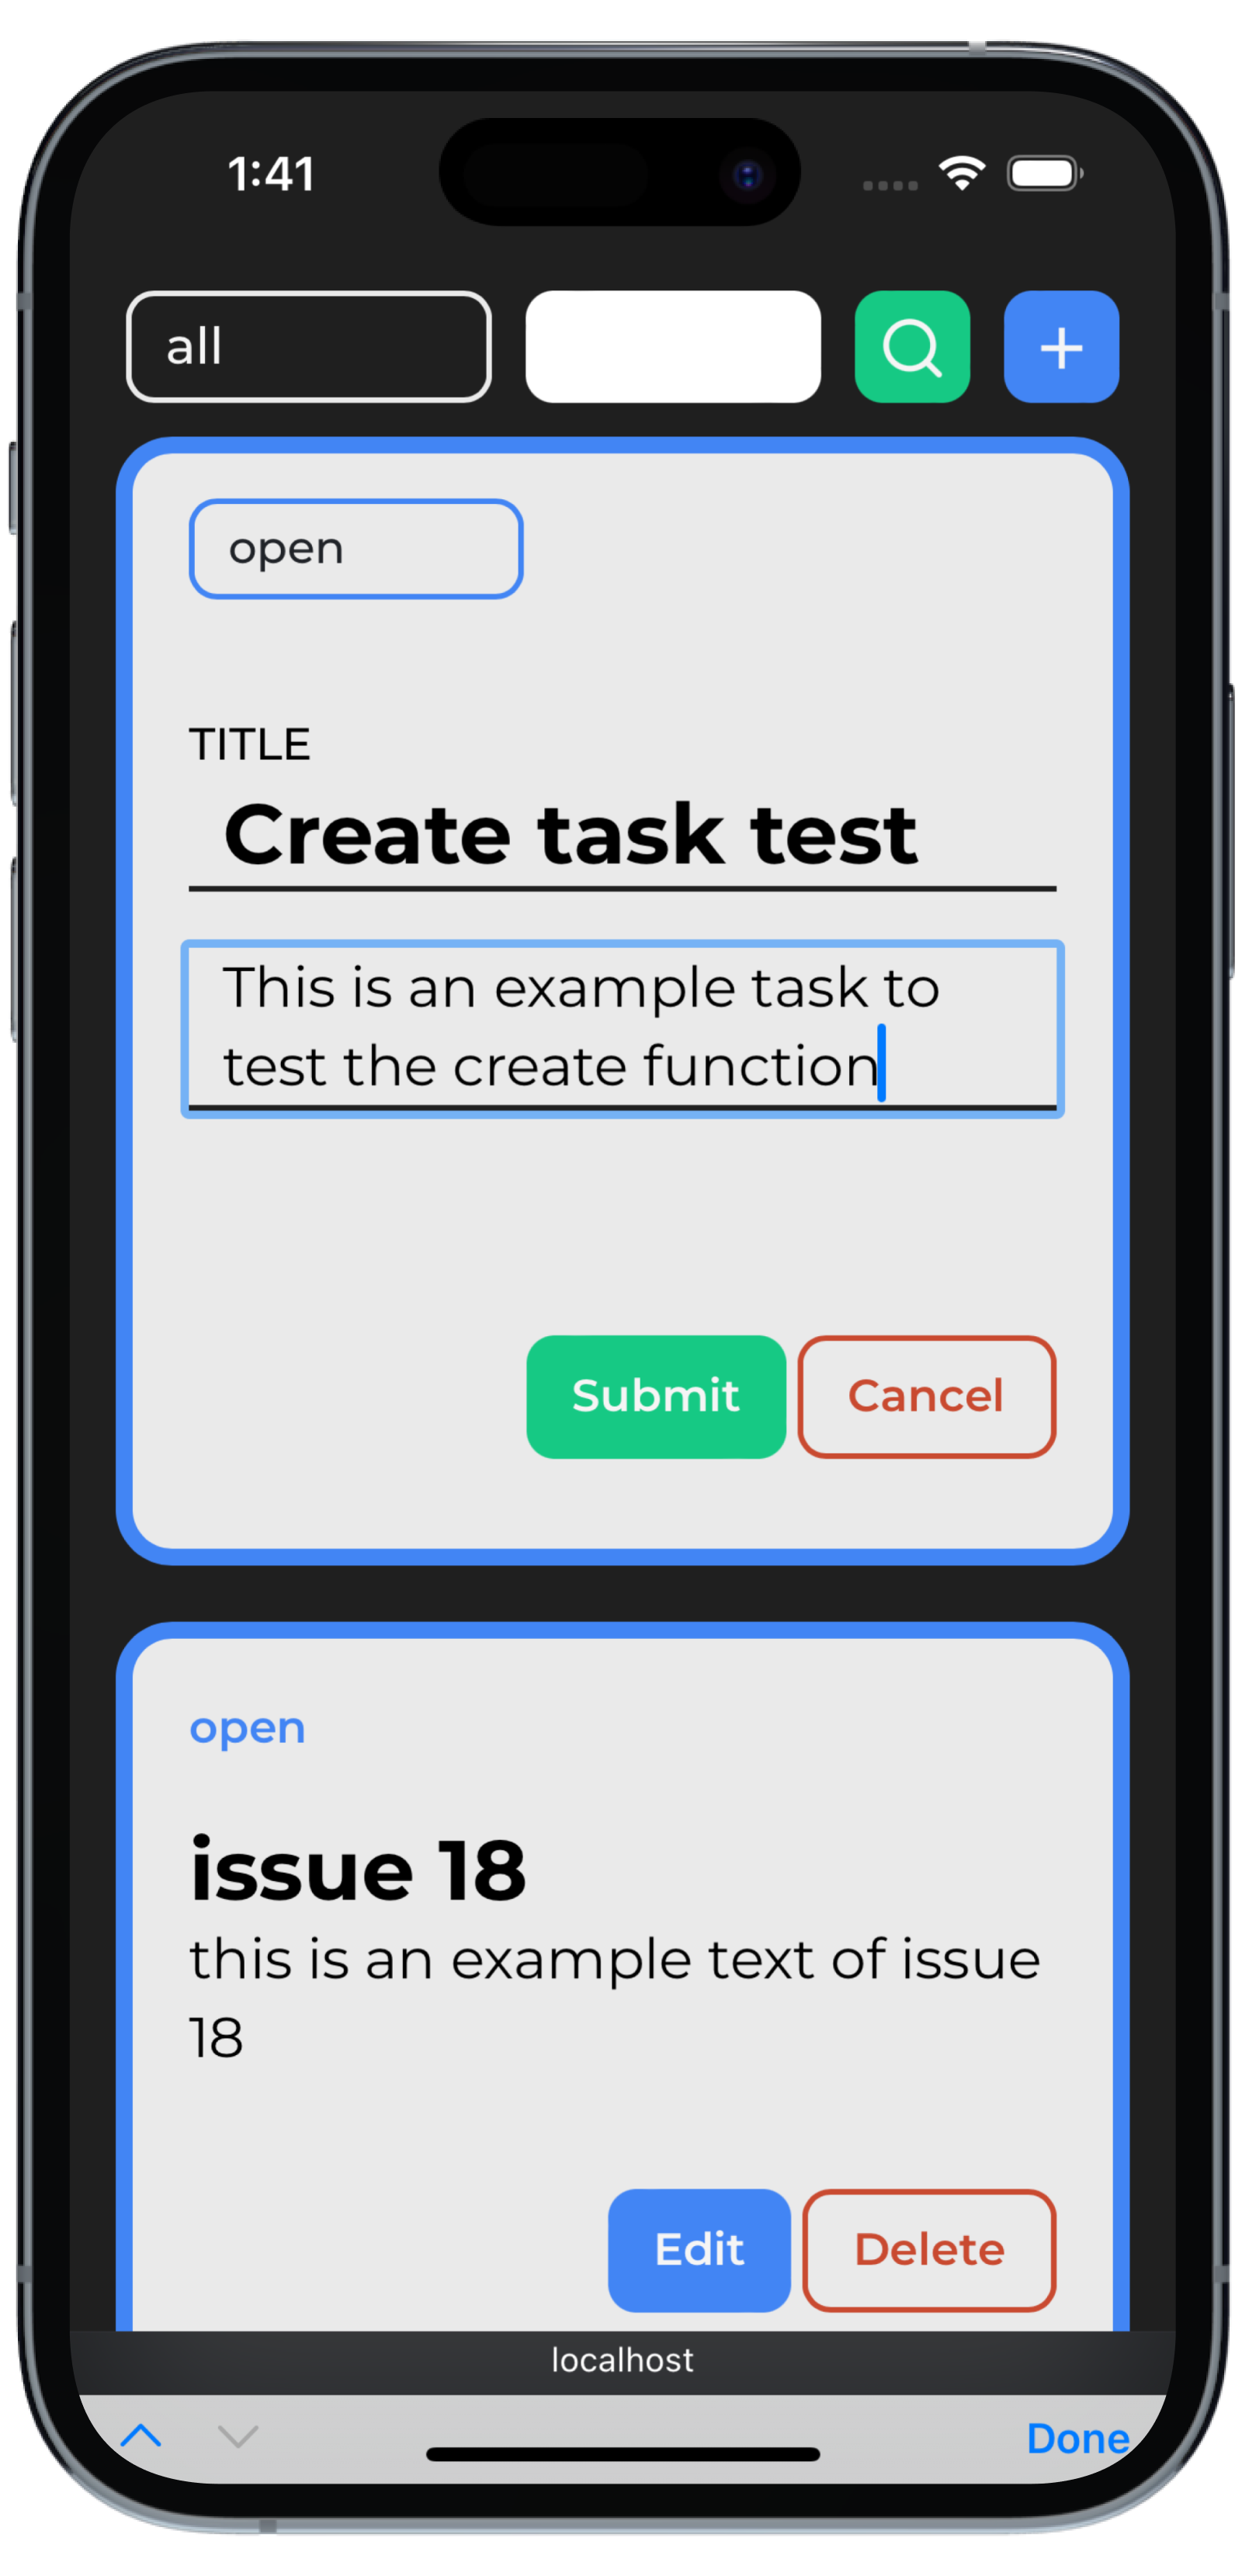 1:41
all
open
TITLE
Create task test
This is an example task to
test the create function
Submit
Cancel
open
issue 18
this is an example text of issue
18
Edit
Delete
localhost
Done